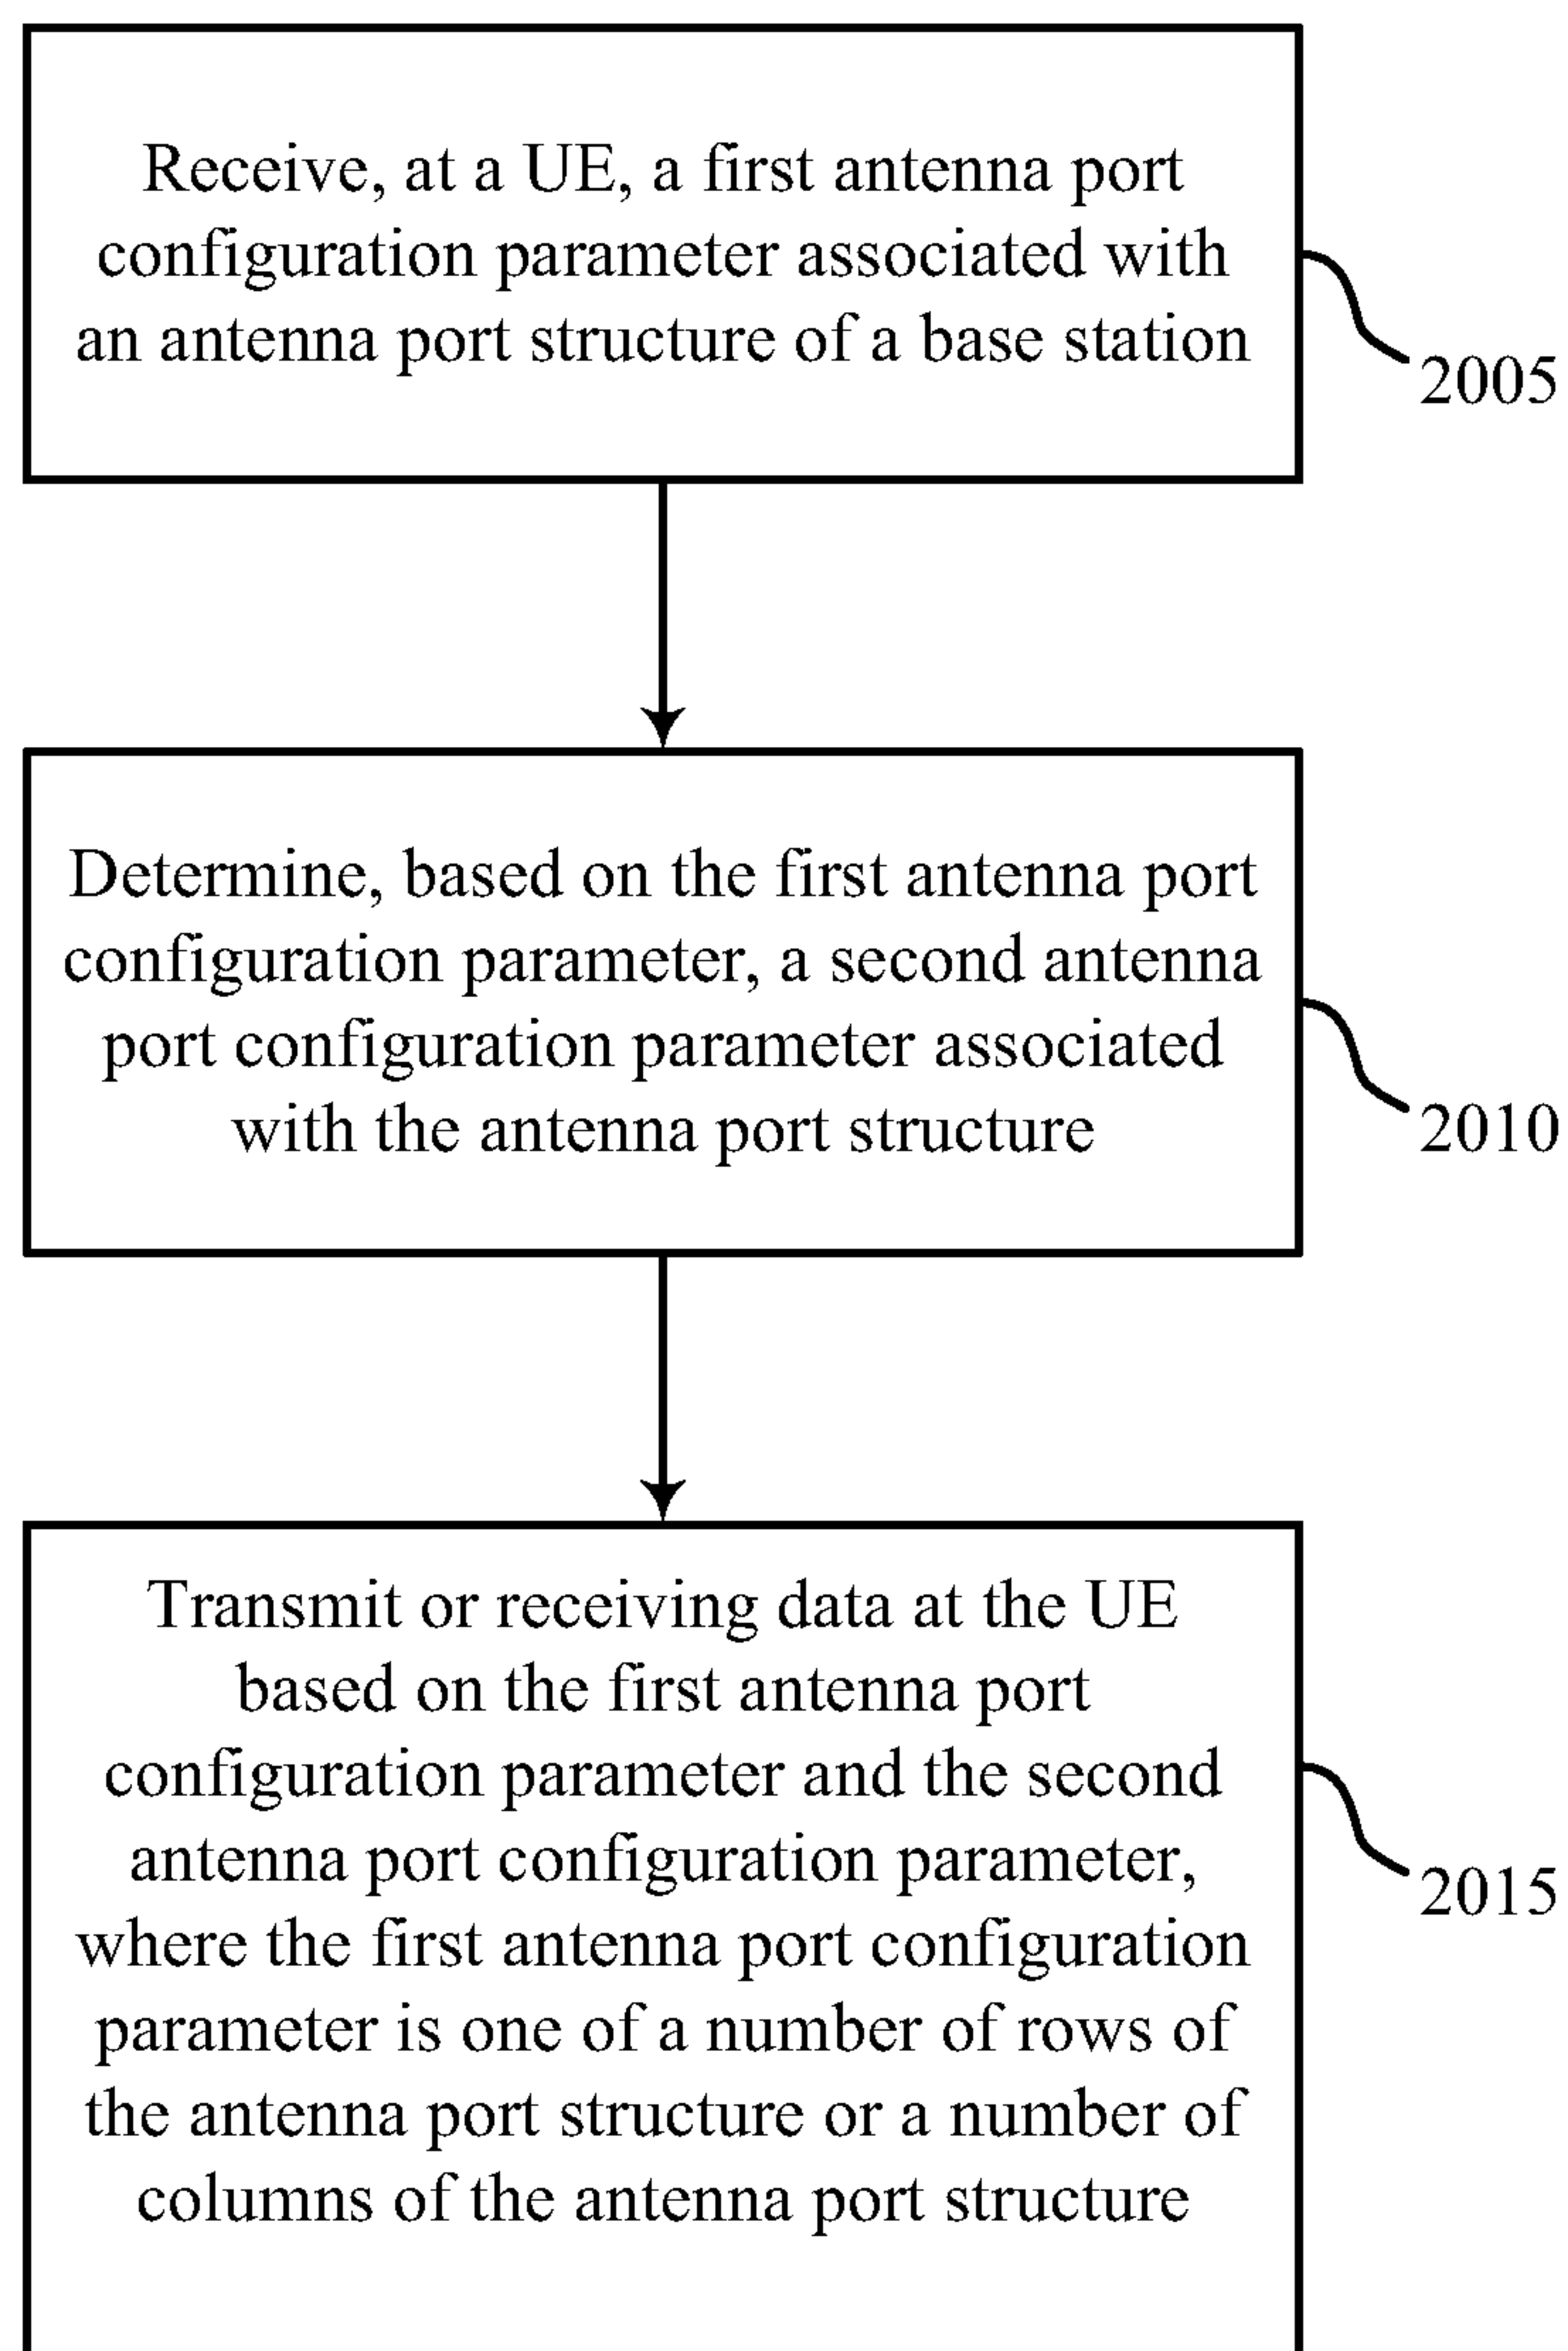 Receive, at a UE, a first antenna port
configuration parameter associated with
an antenna port structure of a base station
2005
Determine, based on the first antenna port
configuration parameter, a second antenna
port configuration parameter associated
with the antenna port structure
2010
Transmit or receiving data at the UE
based on the first antenna port
configuration parameter and the second
antenna port configuration parameter,
where the first antenna port configuration
parameter is one of a number of rows of
the antenna port structure or a number of
columns of the antenna port structure
2015